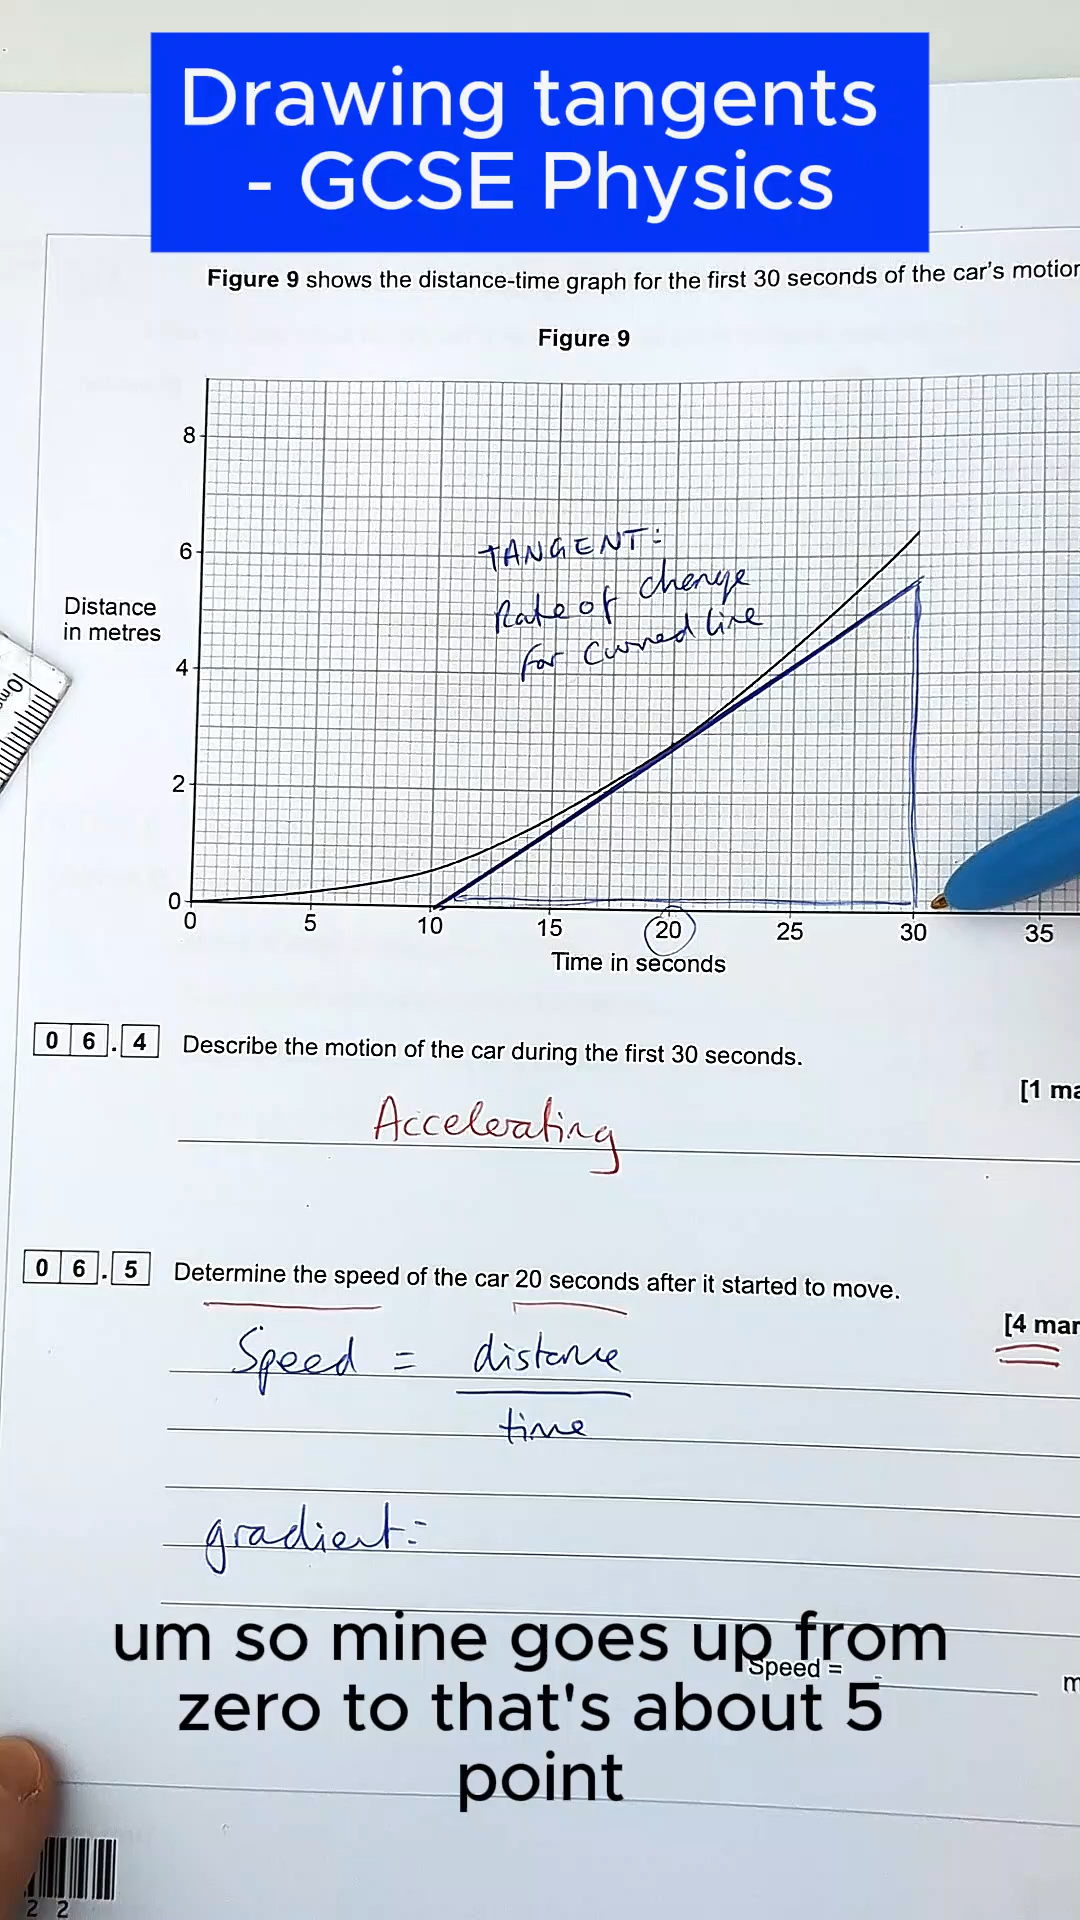 Drawing tangents
- GCSE Physics
Figure 9 shows the distance-time graph for the first 30 seconds of the car's
Figure 9
8
6
4
2
0
Distance
in metres
TANGENT:
Rate of change
for curved line
0 5 10 15 20 25 30 35
Time in seconds
10
0 6 . 4 Describe the motion of the car during the first 30 seconds.
[1
Accelerating
0 6 . 5 Determine the speed of the car 20 seconds after it started to move.
[4
Speed = distance
time
gradient:-
Speed =
um so mine goes up from
zero to that's about 5
point
2 2